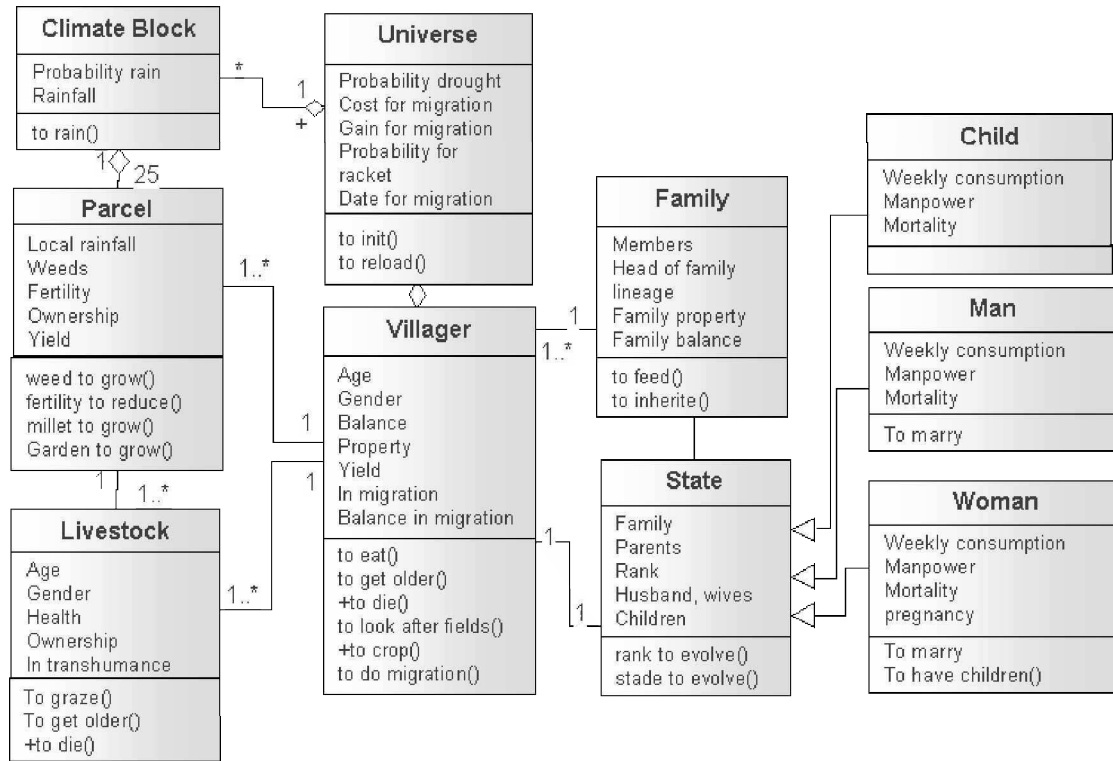 Climate Block
Probability rain
Rainfall
to rain()
*
1
+
Universe
Probability drought
Cost for migration
Gain for migration
Probability for
racket
Date for migration
to init()
to reload()
1
25
Parcel
Local rainfall
Weeds
Fertility
Ownership
Yield
weed to grow()
fertility to reduce()
millet to grow()
Garden to grow()
1..*
1
1
1..*
Livestock
Age
Gender
Health
Ownership
In transhumance
To graze()
To get older()
+to die()
1..*
1
Villager
Age
Gender
Balance
Property
Yield
In migration
Balance in migration
to eat()
to get older()
+to die()
to look after fields()
+to crop()
to do migration()
1
1..*
1
1
Family
Members
Head of family
lineage
Family property
Family balance
to feed()
to inherite()
State
Family
Parents
Rank
Husband, wives
Children
rank to evolve()
stade to evolve()
Child
Weekly consumption
Manpower
Mortality
Man
Weekly consumption
Manpower
Mortality
To marry
Woman
Weekly consumption
Manpower
Mortality
pregnancy
To marry
To have children()